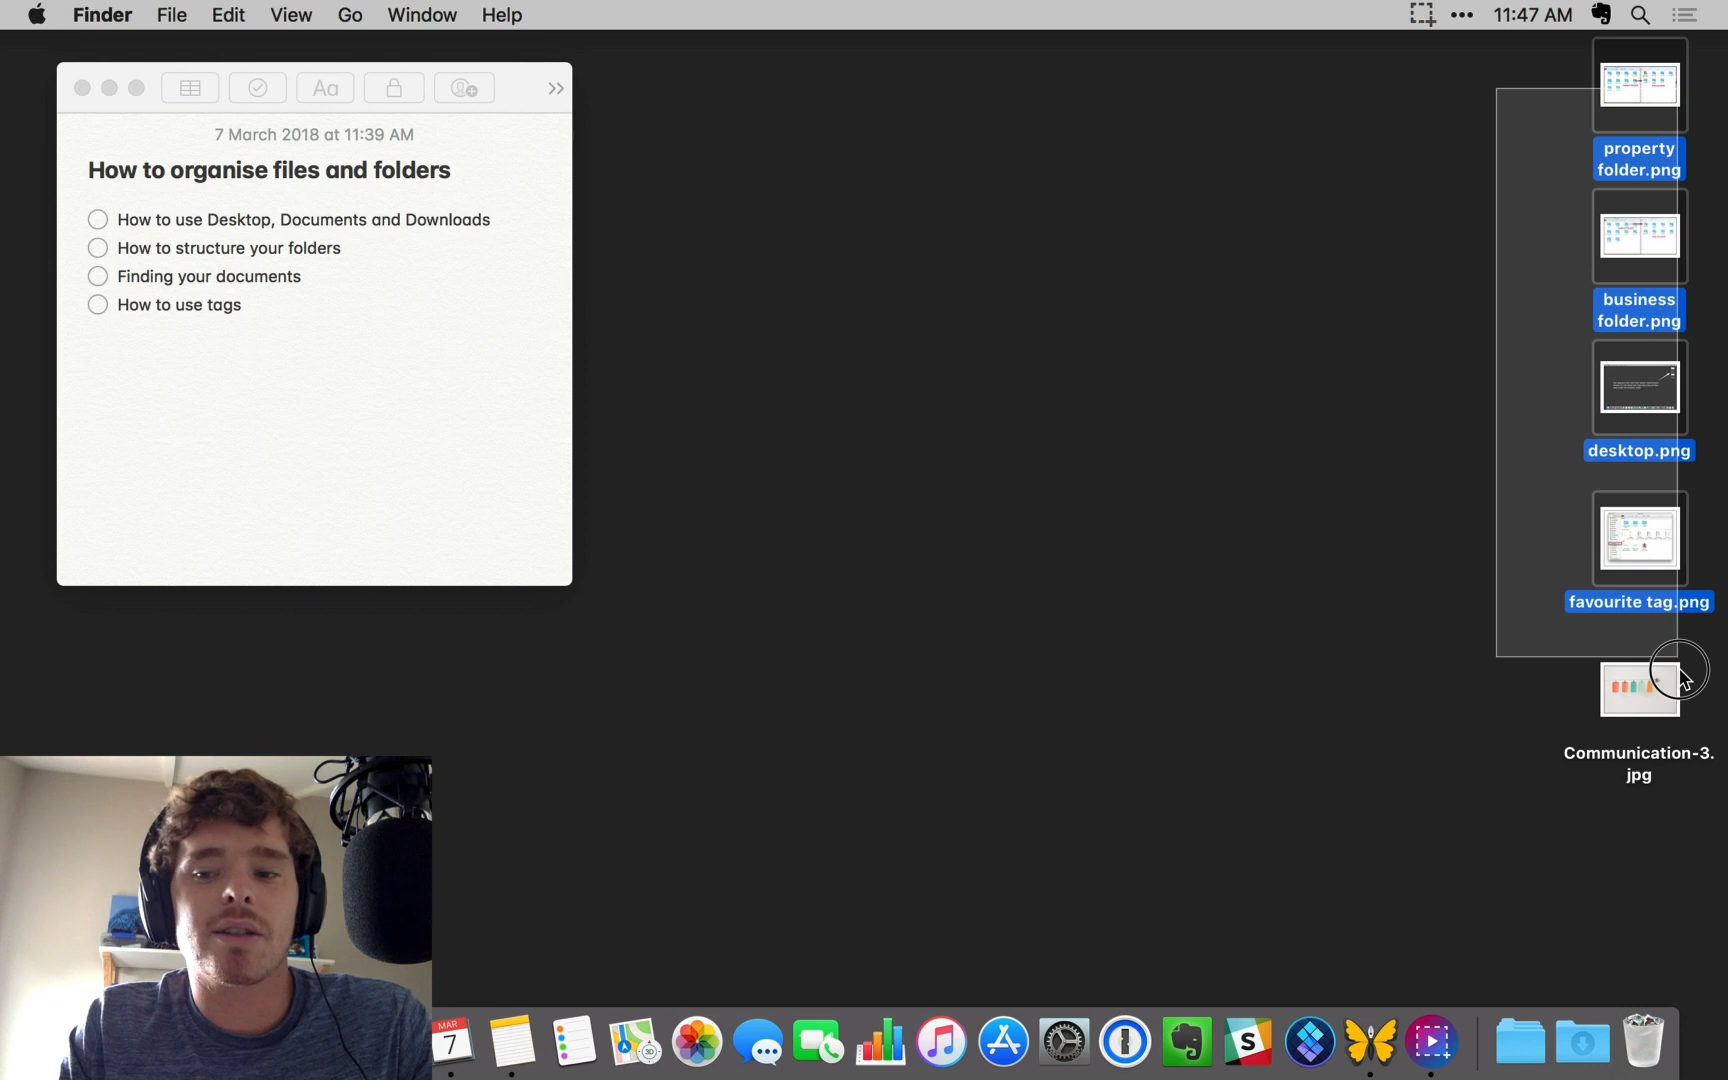 Finder File Edit View Go Window Help 11:47 AM
Aa
7 March 2018 at 11:39 AM
How to organise files and folders
How to use Desktop, Documents and Downloads
How to structure your folders
Finding your documents
How to use tags
property
folder.png
business
folder.png
desktop.png
favourite tag.png
Communication-3.
jpg
MAR
7
3D
S